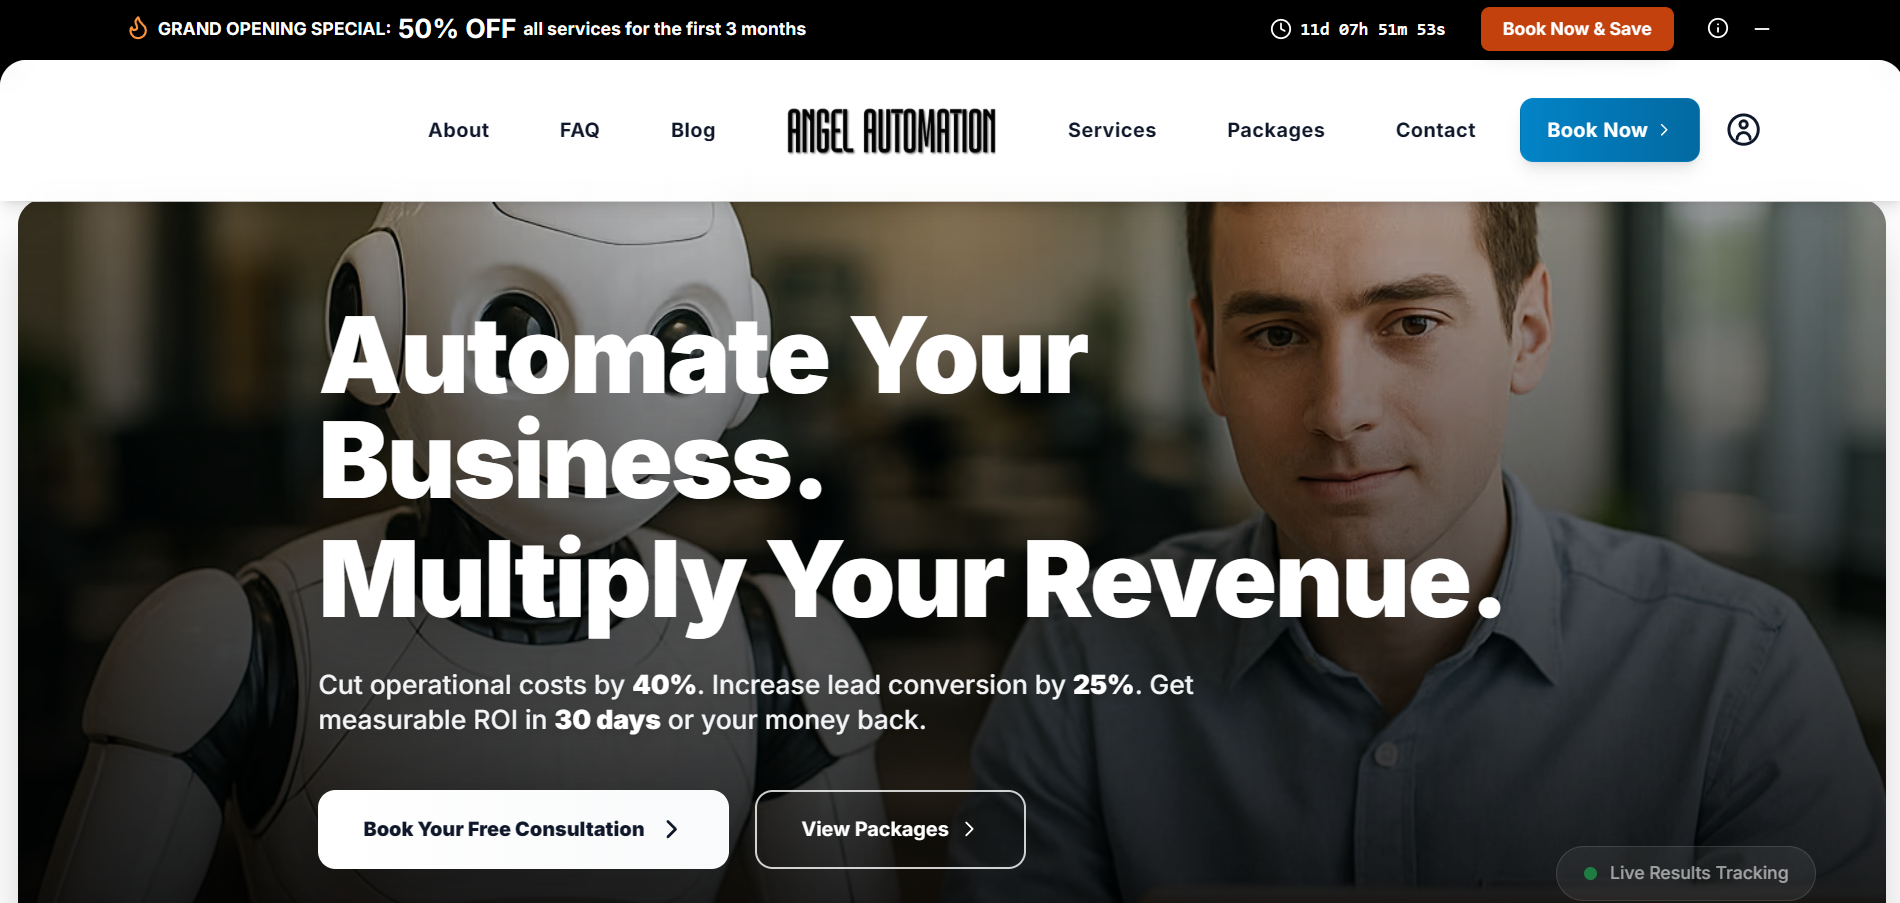 GRAND OPENING SPECIAL: 50% OFF all services for the first 3 months
11d 07h 51m 53s
Book Now & Save
About
FAQ
Blog
ANGEL AUTOMATION
Services
Packages
Contact
Book Now
Automate Your
Business.
Multiply Your Revenue.
Cut operational costs by 40%. Increase lead conversion by 25%. Get
measurable ROI in 30 days or your money back.
Book Your Free Consultation
View Packages
Live Results Tracking